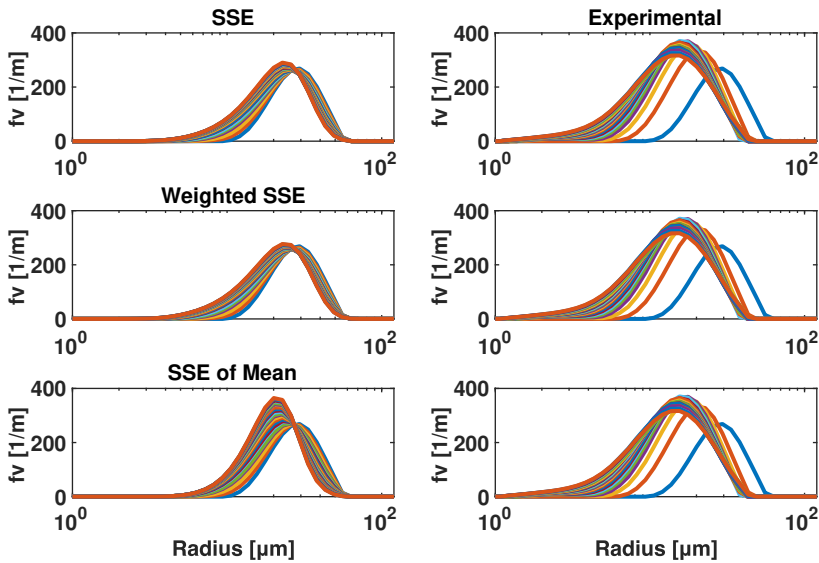 SSE
Experimental
fv [1/m]
400
200
0
10^0
10^2
fv [1/m]
400
200
0
10^0
10^2
Weighted SSE
fv [1/m]
400
200
0
10^0
10^2
fv [1/m]
400
200
0
10^0
10^2
SSE of Mean
fv [1/m]
400
200
0
10^0
10^2
Radius [µm]
fv [1/m]
400
200
0
10^0
10^2
Radius [µm]